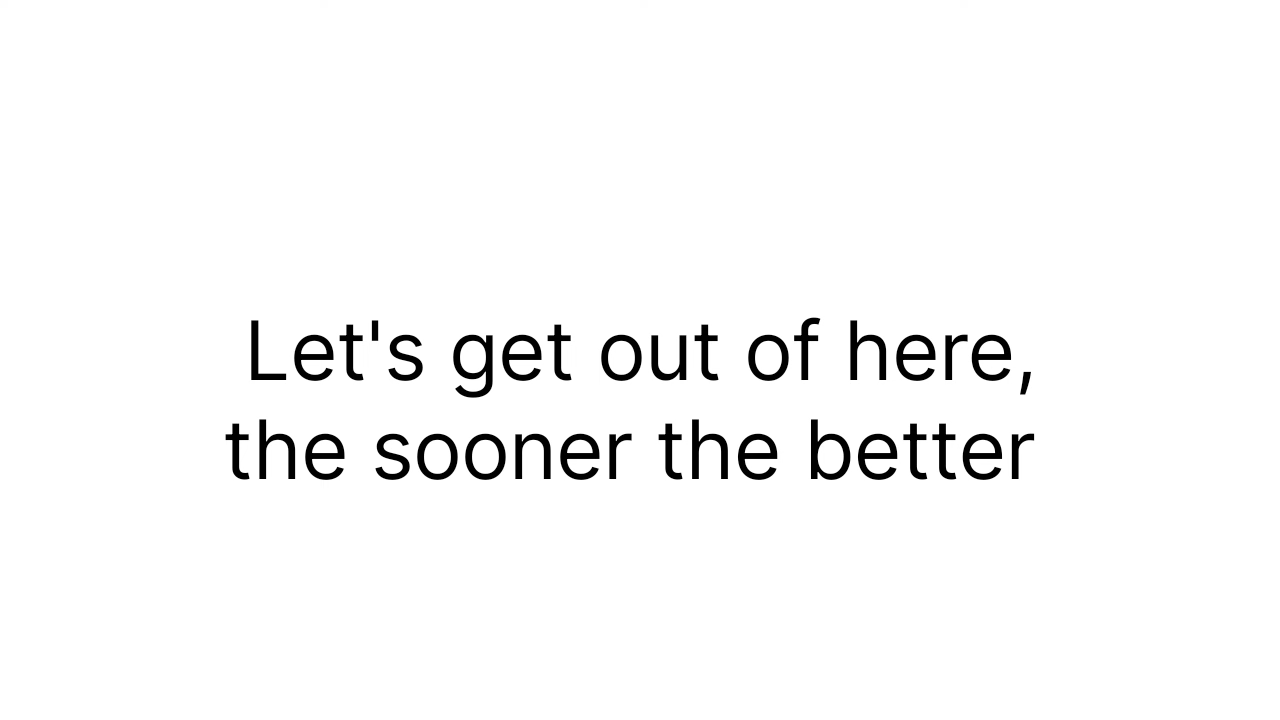 Let's get out of here,
the sooner the better